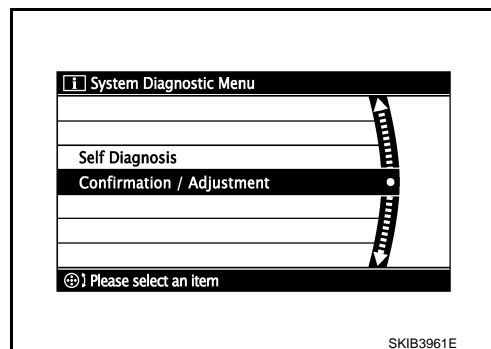 i System Diagnostic Menu
Self Diagnosis
Confirmation / Adjustment
Please select an item
SKIB3961E